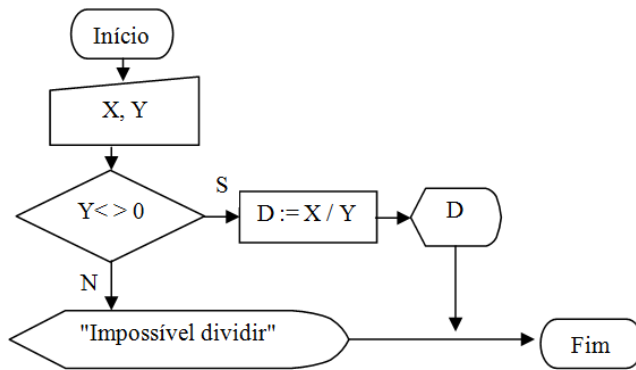 Início
X, Y
Y< > 0
S
D := X / Y
D
N
"Impossível dividir"
Fim